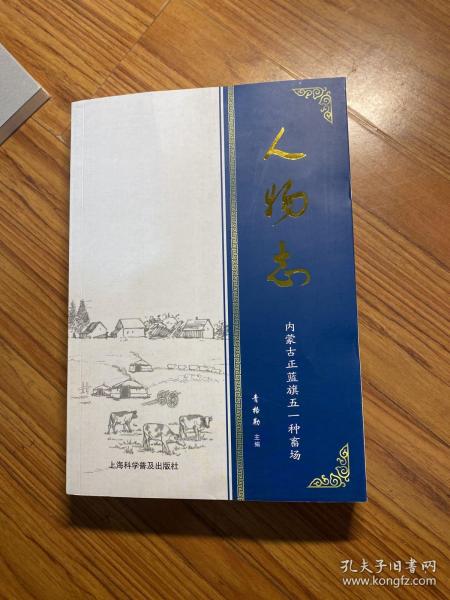 人物志
内蒙古正蓝旗五一种畜场
青格勒 主编
上海科学普及出版社
孔夫子旧书网
www.kongfz.com